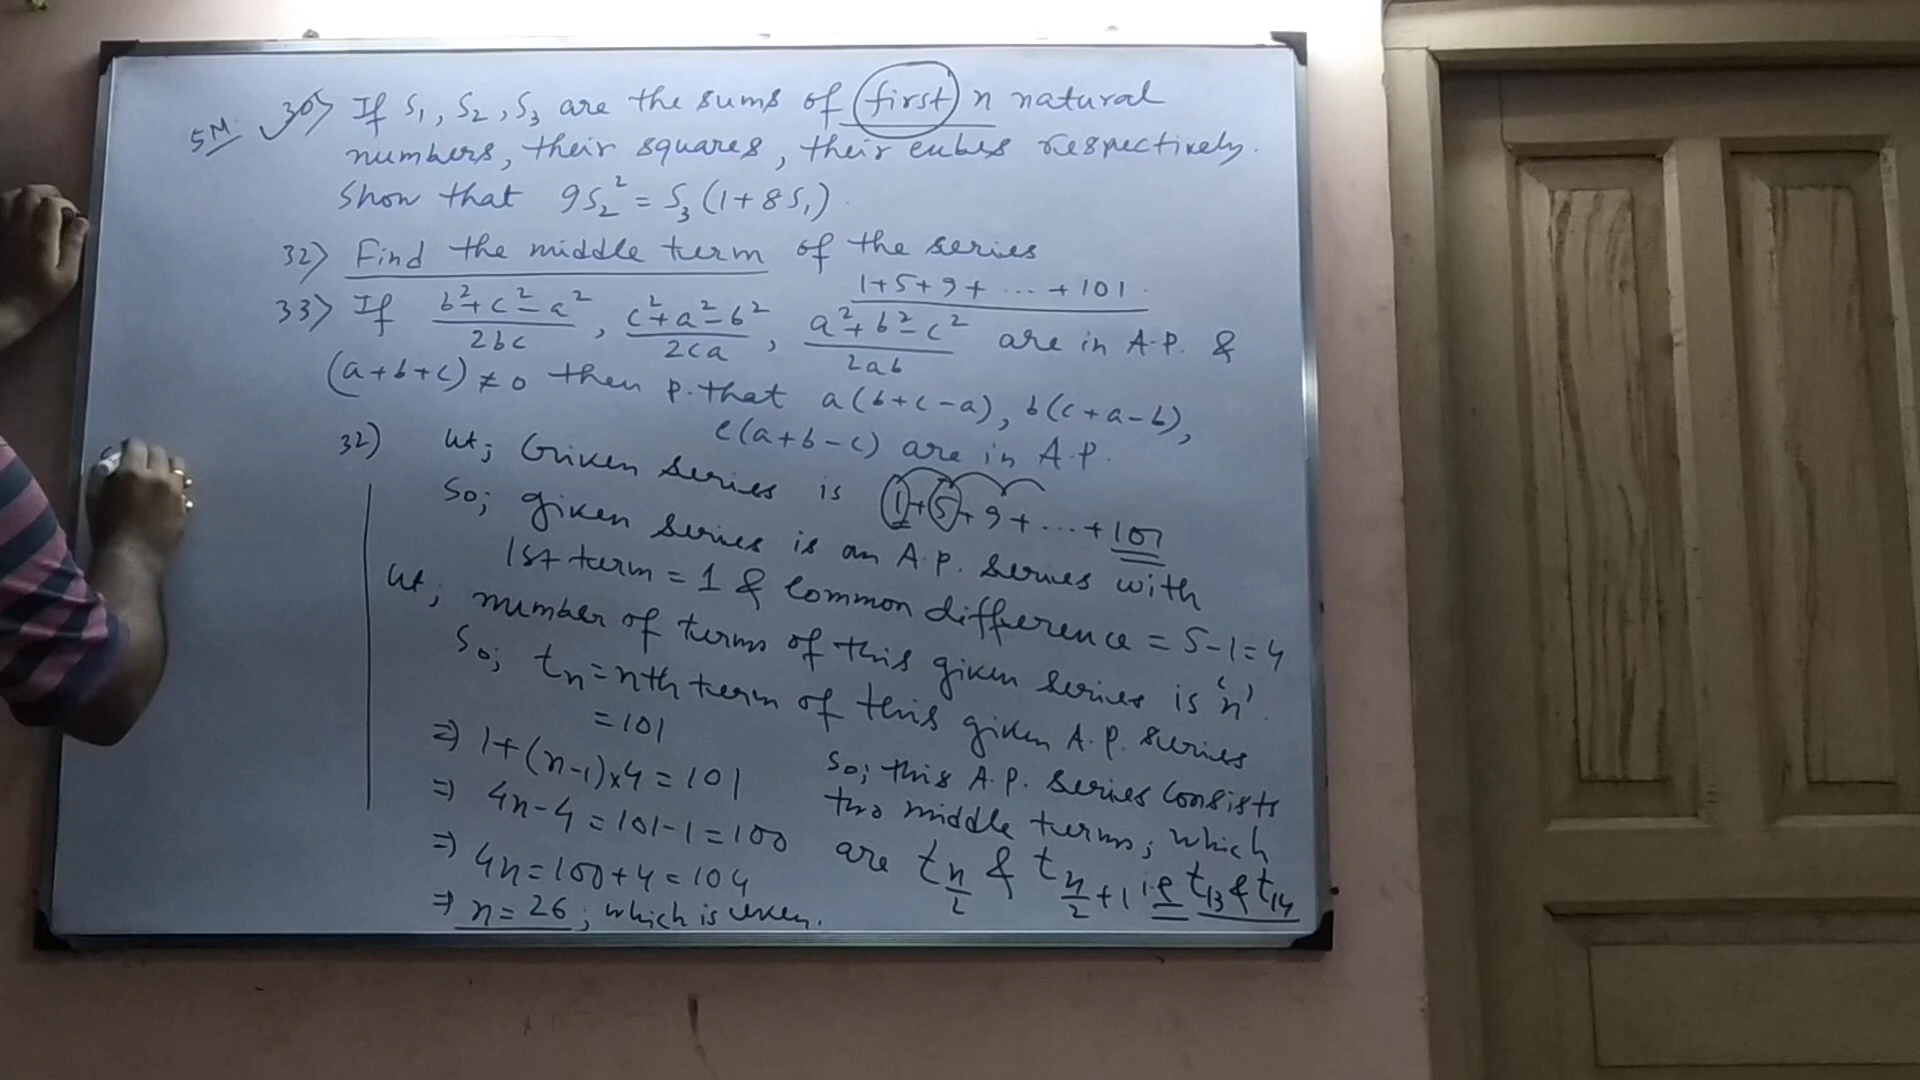 5M. 30) If S₁, S₂, S₃ are the sums of first n natural
numbers, their squares, their cubes respectively.
Show that 9S₂² = S₃(1+8S₁).
32) Find the middle term of the series
1+5+9+ ... +101.
33) If (b²+c²-a²)/2bc, (c²+a²-b²)/2ca, (a²+b²-c²)/2ab are in A.P. &
(a+b+c) ≠ 0 then p. that a(b+c-a), b(c+a-b),
c(a+b-c) are in A.P.
32) Let; Given series is 1+5+9+...+101
So; given series is an A.P. series with
1st term = 1 & common difference = 5-1=4
Let; number of terms of this given series is 'n'.
So; tn = nth term of this given A.P. series
= 101
⇒ 1+(n-1)×4 = 101
⇒ 4n-4 = 101-1 = 100
⇒ 4n = 100+4 = 104
⇒ n = 26; which is even.
So; this A.P. series consists
two middle terms; which
are t n/2 & t n/2+1 i.e t₁₃ & t₁₄